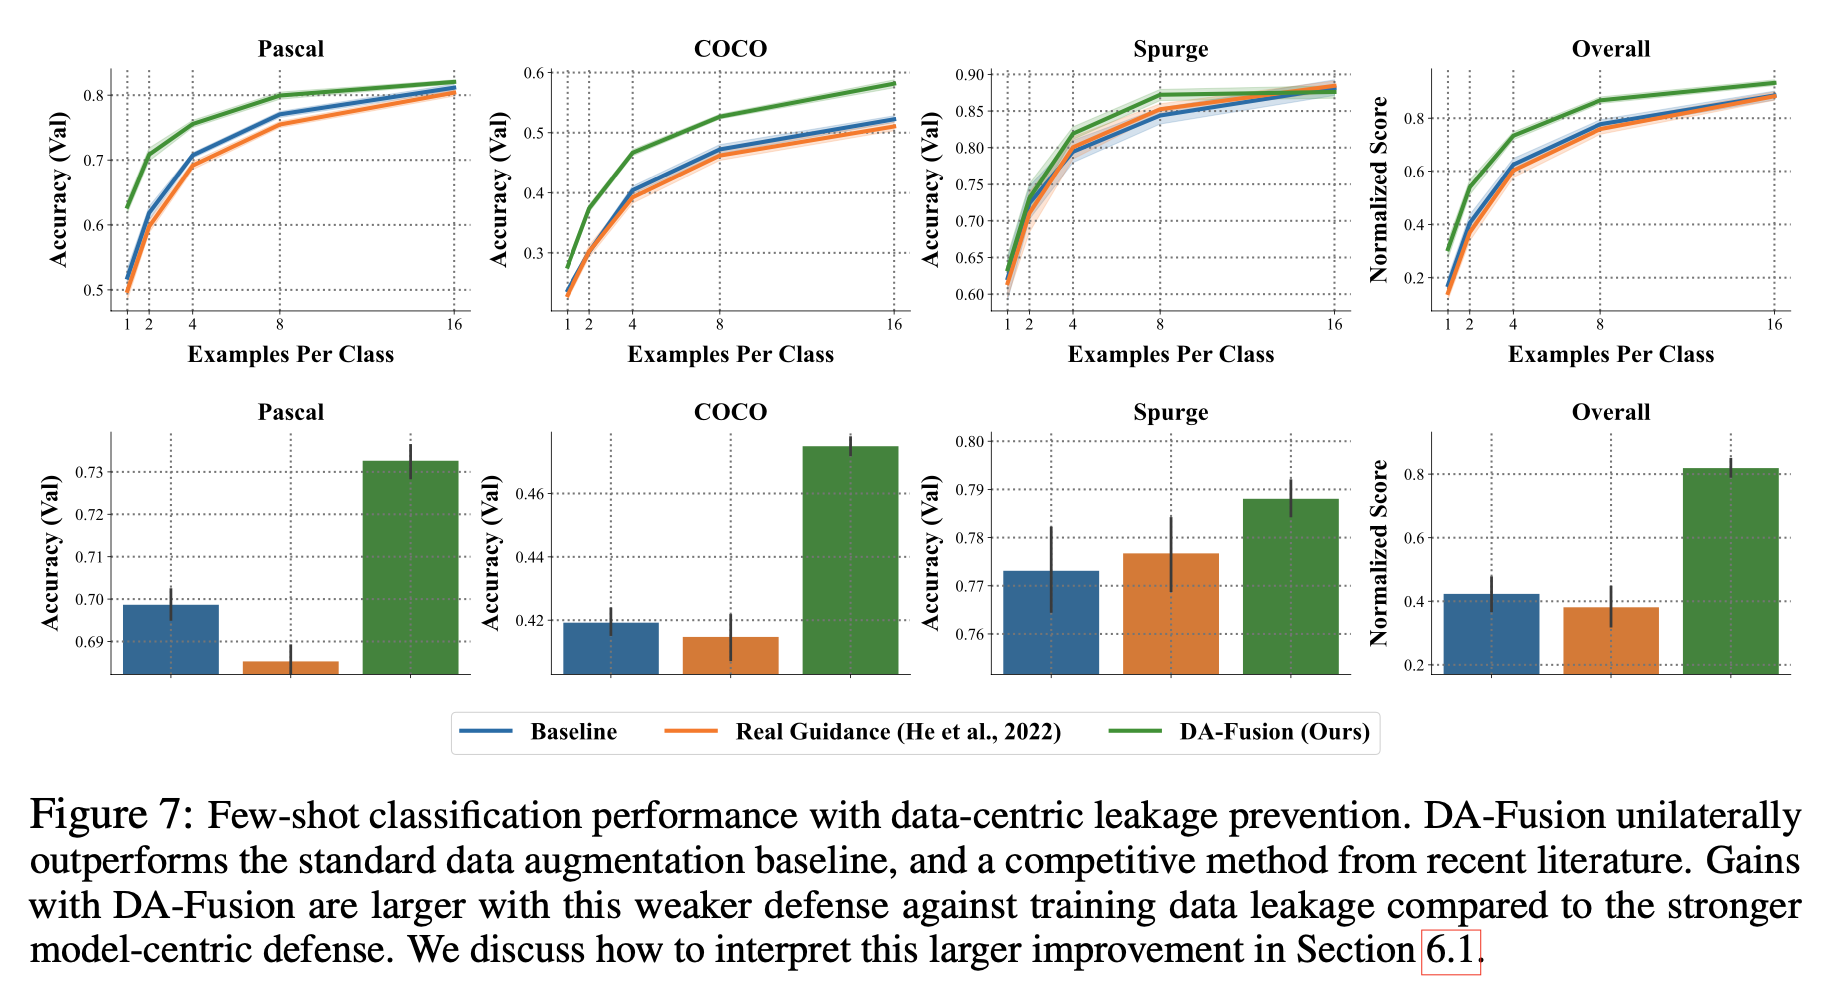 Pascal
COCO
Spurge
Overall
Accuracy (Val)
0.8
0.7
0.6
0.5
1 2 4 8 16
Examples Per Class
Accuracy (Val)
0.6
0.5
0.4
0.3
1 2 4 8 16
Examples Per Class
Accuracy (Val)
0.90
0.85
0.80
0.75
0.70
0.65
0.60
1 2 4 8 16
Examples Per Class
Normalized Score
0.8
0.6
0.4
0.2
1 2 4 8 16
Examples Per Class
Pascal
COCO
Spurge
Overall
Accuracy (Val)
0.73
0.72
0.71
0.70
0.69
Accuracy (Val)
0.46
0.44
0.42
Accuracy (Val)
0.80
0.79
0.78
0.77
0.76
Normalized Score
0.8
0.6
0.4
0.2
Baseline Real Guidance (He et al., 2022) DA-Fusion (Ours)
Figure 7: Few-shot classification performance with data-centric leakage prevention. DA-Fusion unilaterally
outperforms the standard data augmentation baseline, and a competitive method from recent literature. Gains
with DA-Fusion are larger with this weaker defense against training data leakage compared to the stronger
model-centric defense. We discuss how to interpret this larger improvement in Section 6.1.